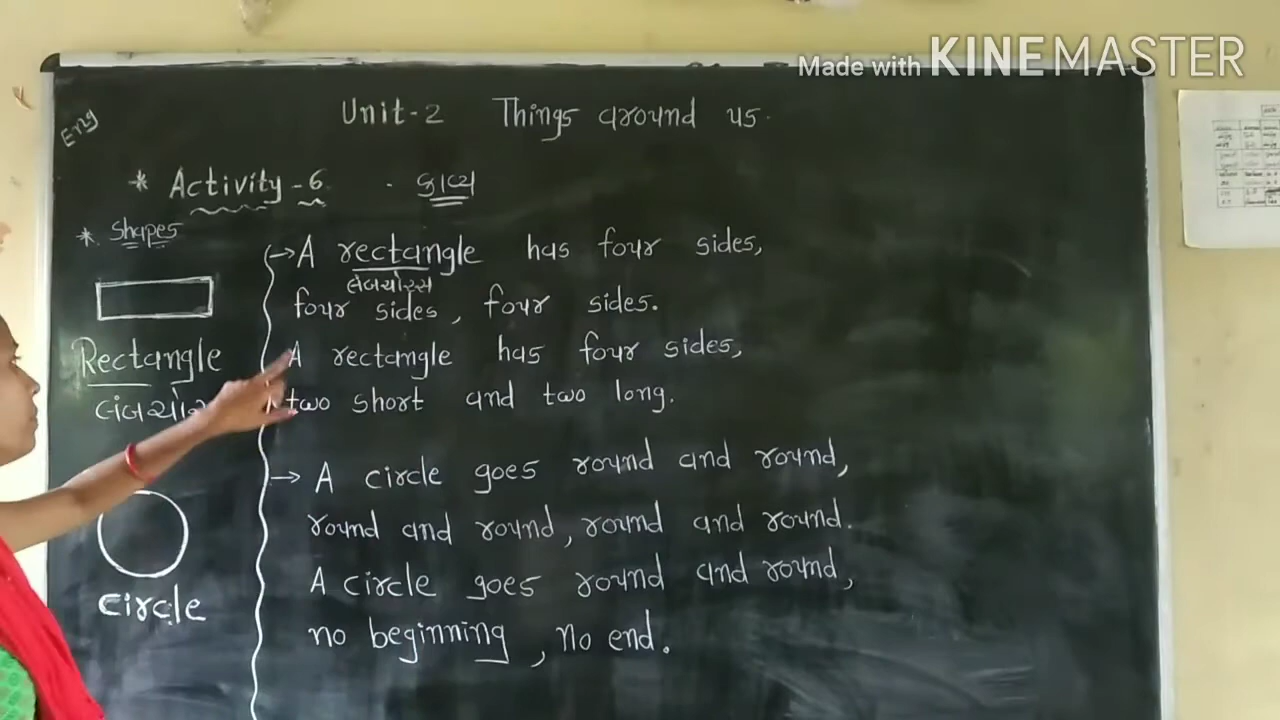 Made with KINEMASTER
Eng
Unit-2 Things around us.
* Activity-6 . કાવ્ય
* Shapes
Rectangle
circle
→ A rectangle has four sides,
લંબચોરસ
four sides, four sides.
A rectangle has four sides,
two short and two long.
→ A circle goes round and round,
round and round, round and round.
A circle goes round and round,
no beginning, no end.